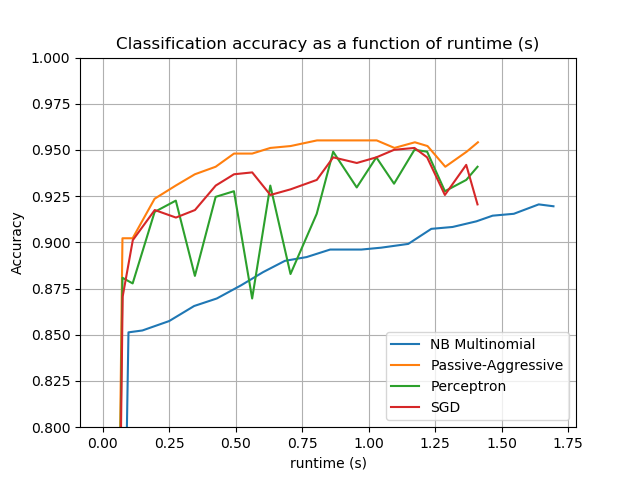 Classification accuracy as a function of runtime (s)
1.000
0.975
0.950
0.925
0.900
0.875
0.850
0.825
0.800
Accuracy
NB Multinomial
Passive-Aggressive
Perceptron
SGD
0.00 0.25 0.50 0.75 1.00 1.25 1.50 1.75
runtime (s)